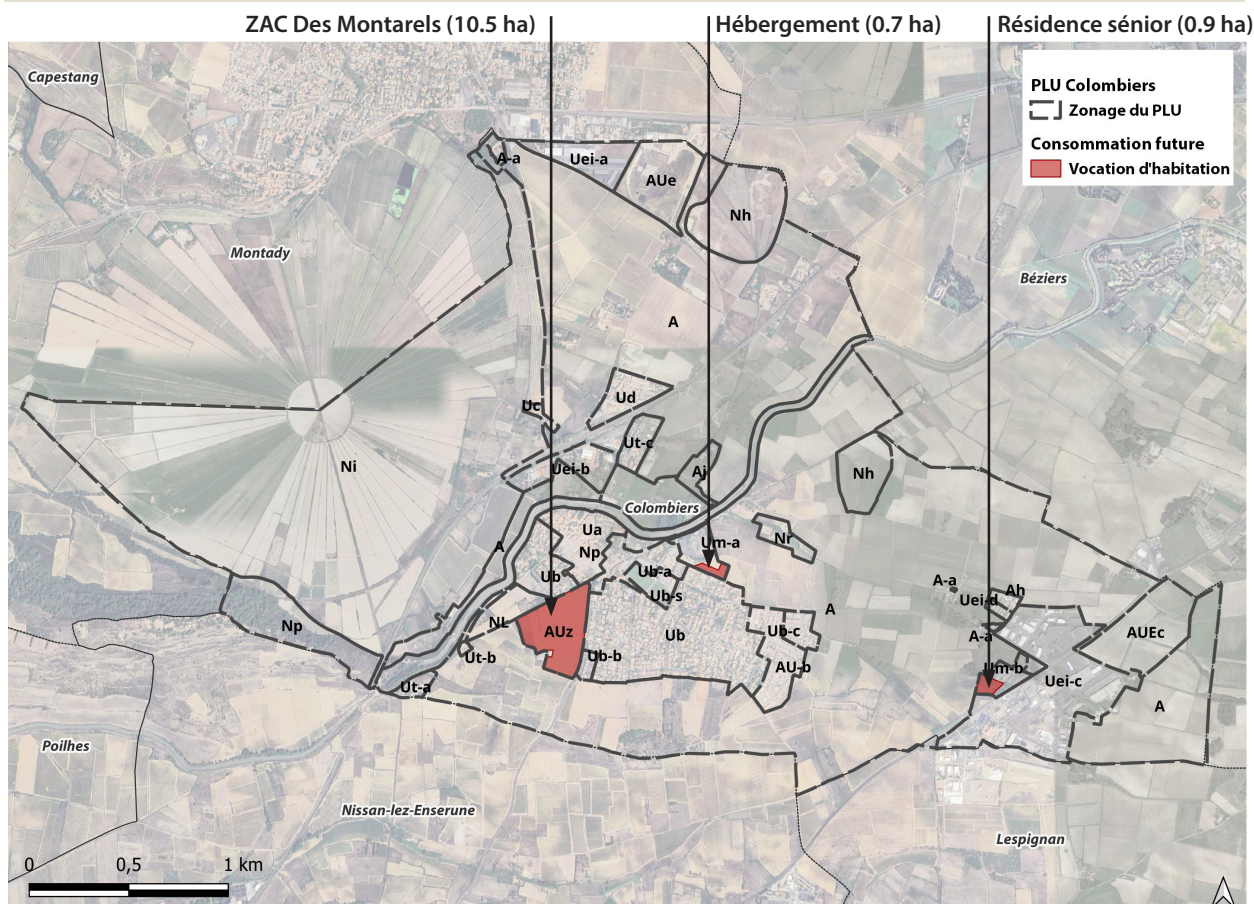 ZAC Des Montarels (10.5 ha)
Hébergement (0.7 ha)
Résidence sénior (0.9 ha)
Capestang
PLU Colombiers
Zonage du PLU
Consommation future
Vocation d'habitation
A-a
Uei-a
AUe
Nh
Montady
Béziers
A
Uc
Ud
Ut-c
Uei-b
Aj
Ni
Nh
Colombiers
Ua
Np
A
Um-a
Nr
Ub
Ub-a
Ub-s
A-a
Uei-d
Ah
A
Np
NL
AUz
Ub
Ub-c
A-a
AUEc
Ut-b
Ub-b
AU-b
Um-b
Uei-c
Ut-a
A
Poilhes
Nissan-lez-Enserune
Lespignan
0 0,5 1 km